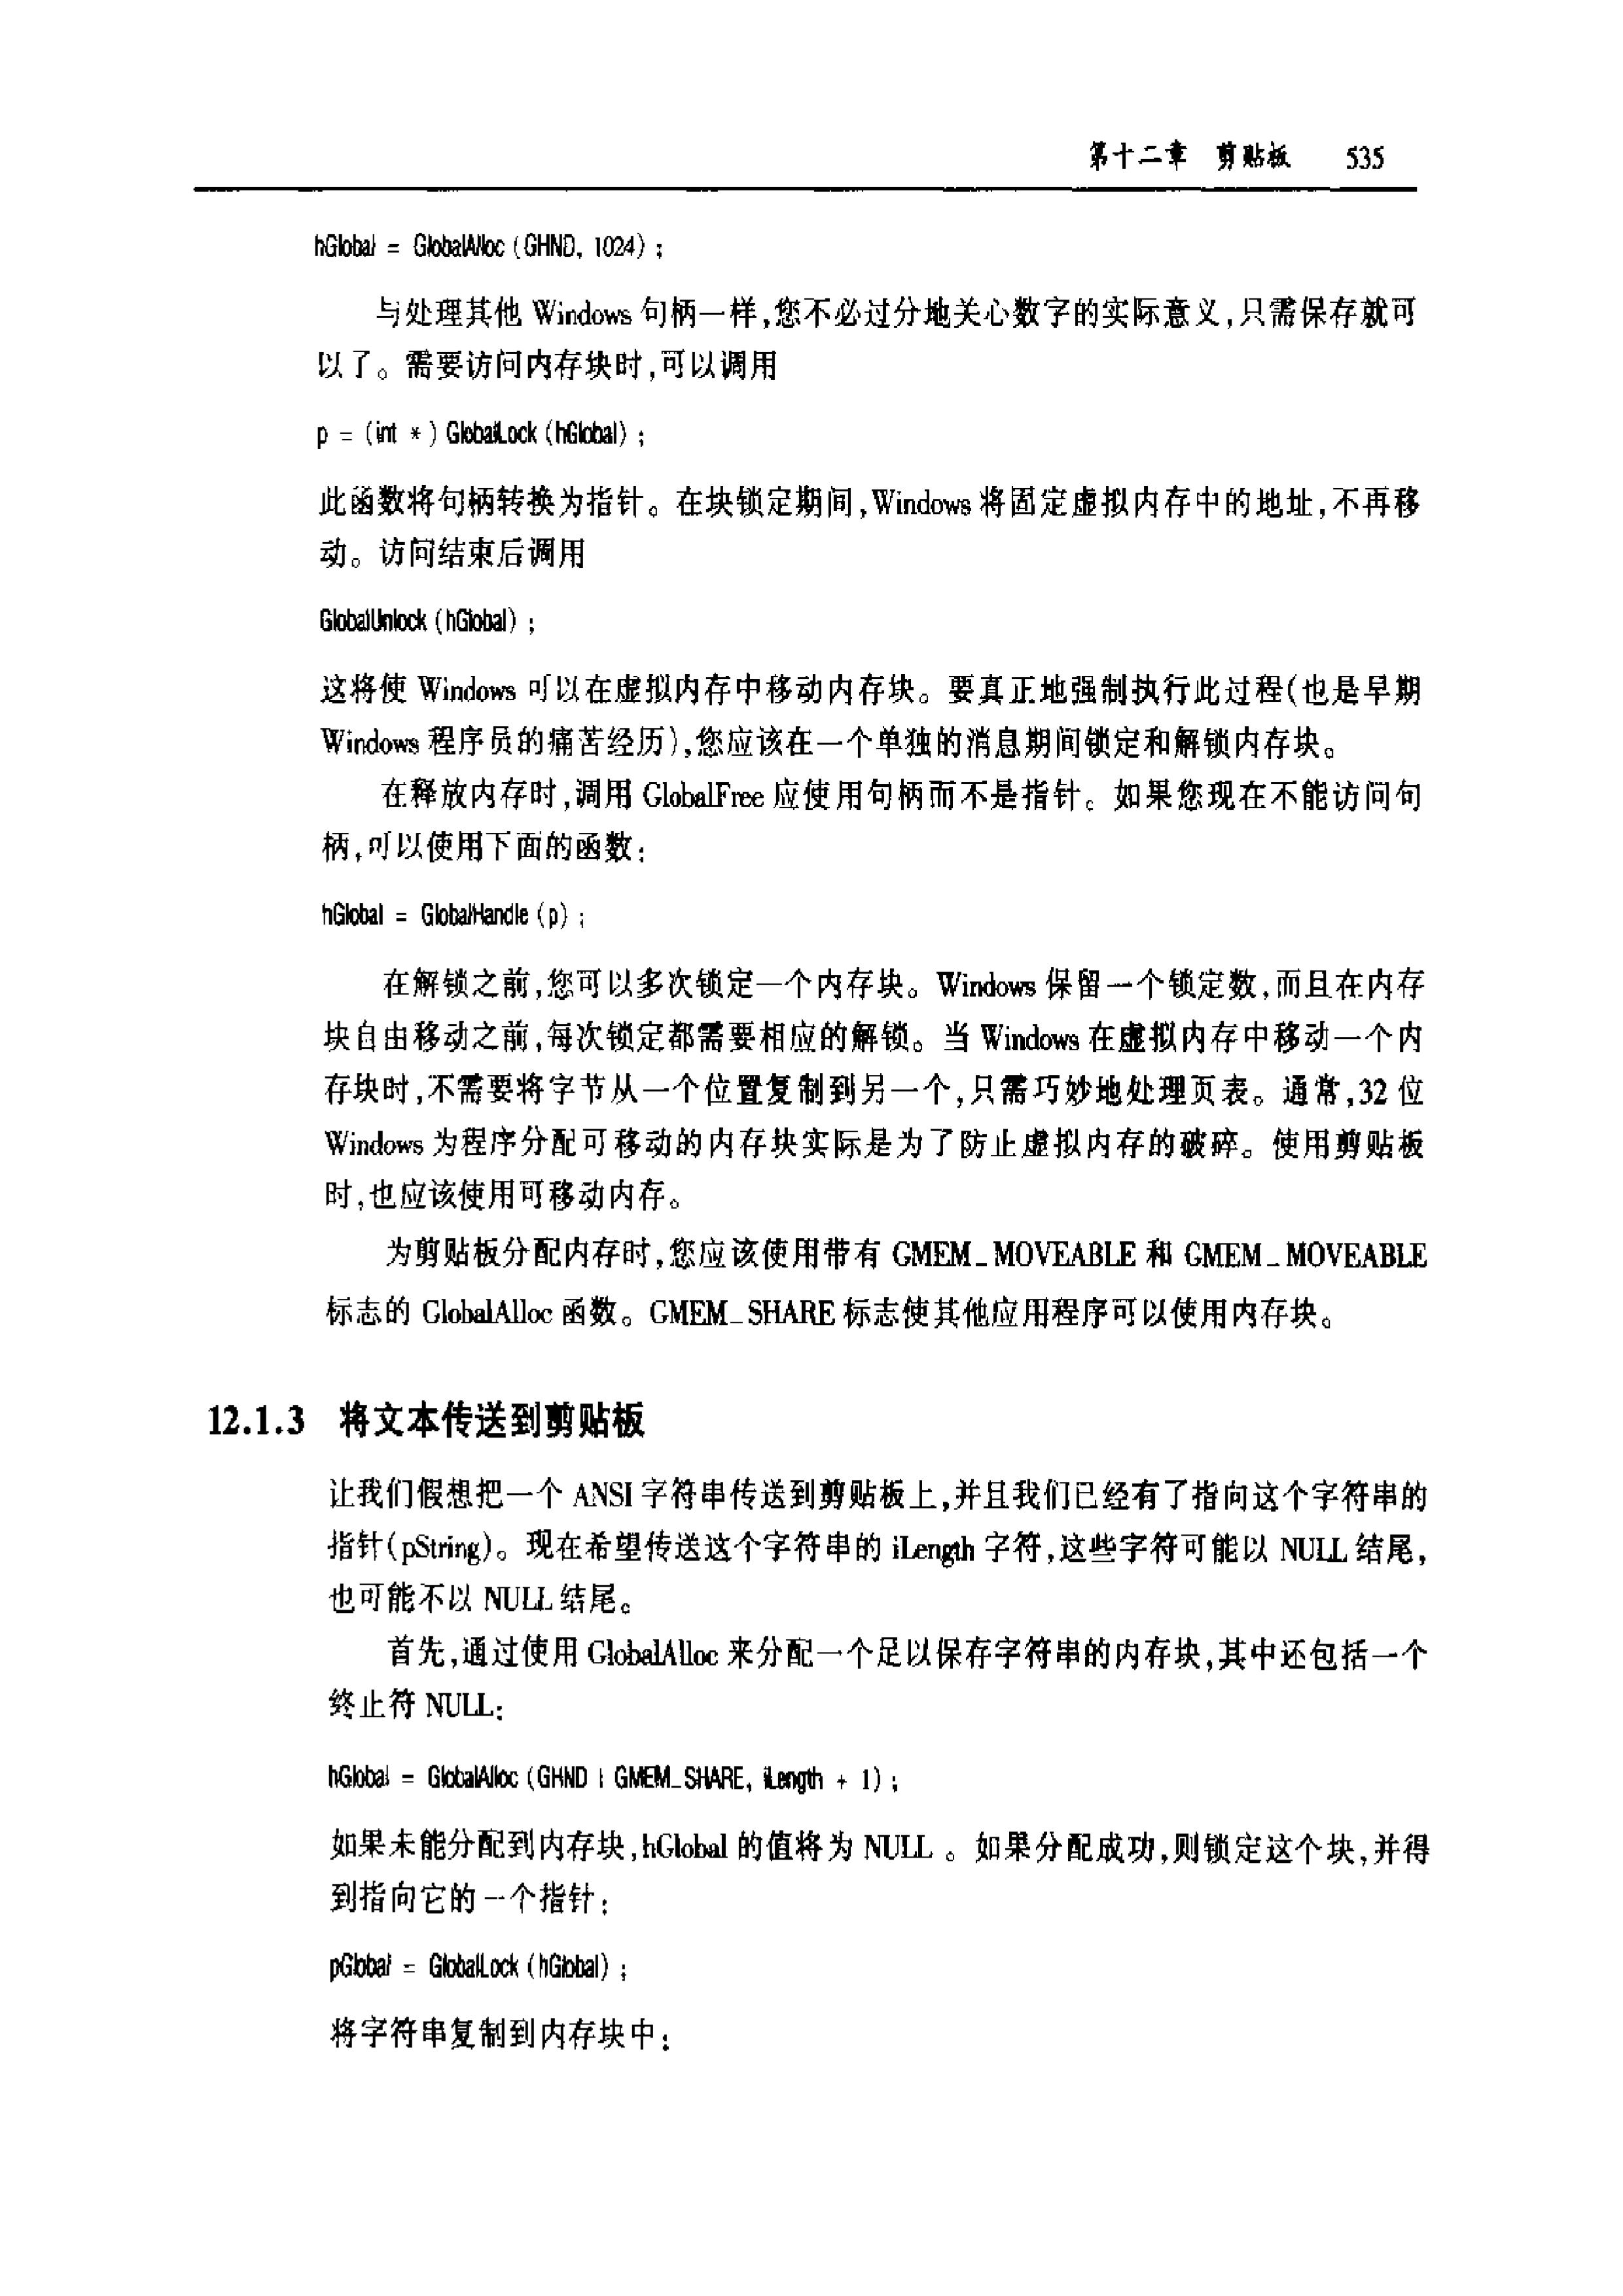 第十二章 剪贴板 535
hGlobal = GlobalAlloc (GHND, 1024) ;
与处理其他 Windows 句柄一样,您不必过分地关心数字的实际意义,只需保存就可
以了。需要访问内存块时,可以调用
p = (int * ) GlobalLock (hGlobal) ;
此函数将句柄转换为指针。在块锁定期间,Windows 将固定虚拟内存中的地址,不再移
动。访问结束后调用
GlobalUnlock (hGlobal) ;
这将使 Windows 可以在虚拟内存中移动内存块。要真正地强制执行此过程(也是早期
Windows 程序员的痛苦经历),您应该在一个单独的消息期间锁定和解锁内存块。
在释放内存时,调用 GlobalFree 应使用句柄而不是指针。如果您现在不能访问句
柄,可以使用下面的函数:
hGlobal = GlobalHandle (p) ;
在解锁之前,您可以多次锁定一个内存块。Windows 保留一个锁定数,而且在内存
块自由移动之前,每次锁定都需要相应的解锁。当 Windows 在虚拟内存中移动一个内
存块时,不需要将字节从一个位置复制到另一个,只需巧妙地处理页表。通常,32 位
Windows 为程序分配可移动的内存块实际是为了防止虚拟内存的破碎。使用剪贴板
时,也应该使用可移动内存。
为剪贴板分配内存时,您应该使用带有 GMEM_MOVEABLE 和 GMEM_MOVEABLE
标志的 GlobalAlloc 函数。GMEM_SHARE 标志使其他应用程序可以使用内存块。
12.1.3 将文本传送到剪贴板
让我们假想把一个 ANSI 字符串传送到剪贴板上,并且我们已经有了指向这个字符串的
指针(pString)。现在希望传送这个字符串的 iLength 字符,这些字符可能以 NULL 结尾,
也可能不以 NULL 结尾。
首先,通过使用 GlobalAlloc 来分配一个足以保存字符串的内存块,其中还包括一个
终止符 NULL:
hGlobal = GlobalAlloc (GHND | GMEM_SHARE, iLength + 1) ;
如果未能分配到内存块,hGlobal 的值将为 NULL 。如果分配成功,则锁定这个块,并得
到指向它的一个指针:
pGlobal = GlobalLock (hGlobal) ;
将字符串复制到内存块中: